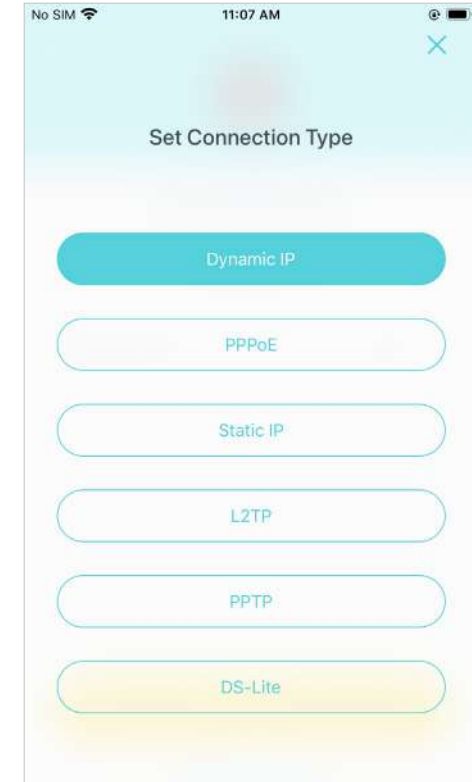 No SIM 11:07 AM
Set Connection Type
Dynamic IP
PPPoE
Static IP
L2TP
PPTP
DS-Lite